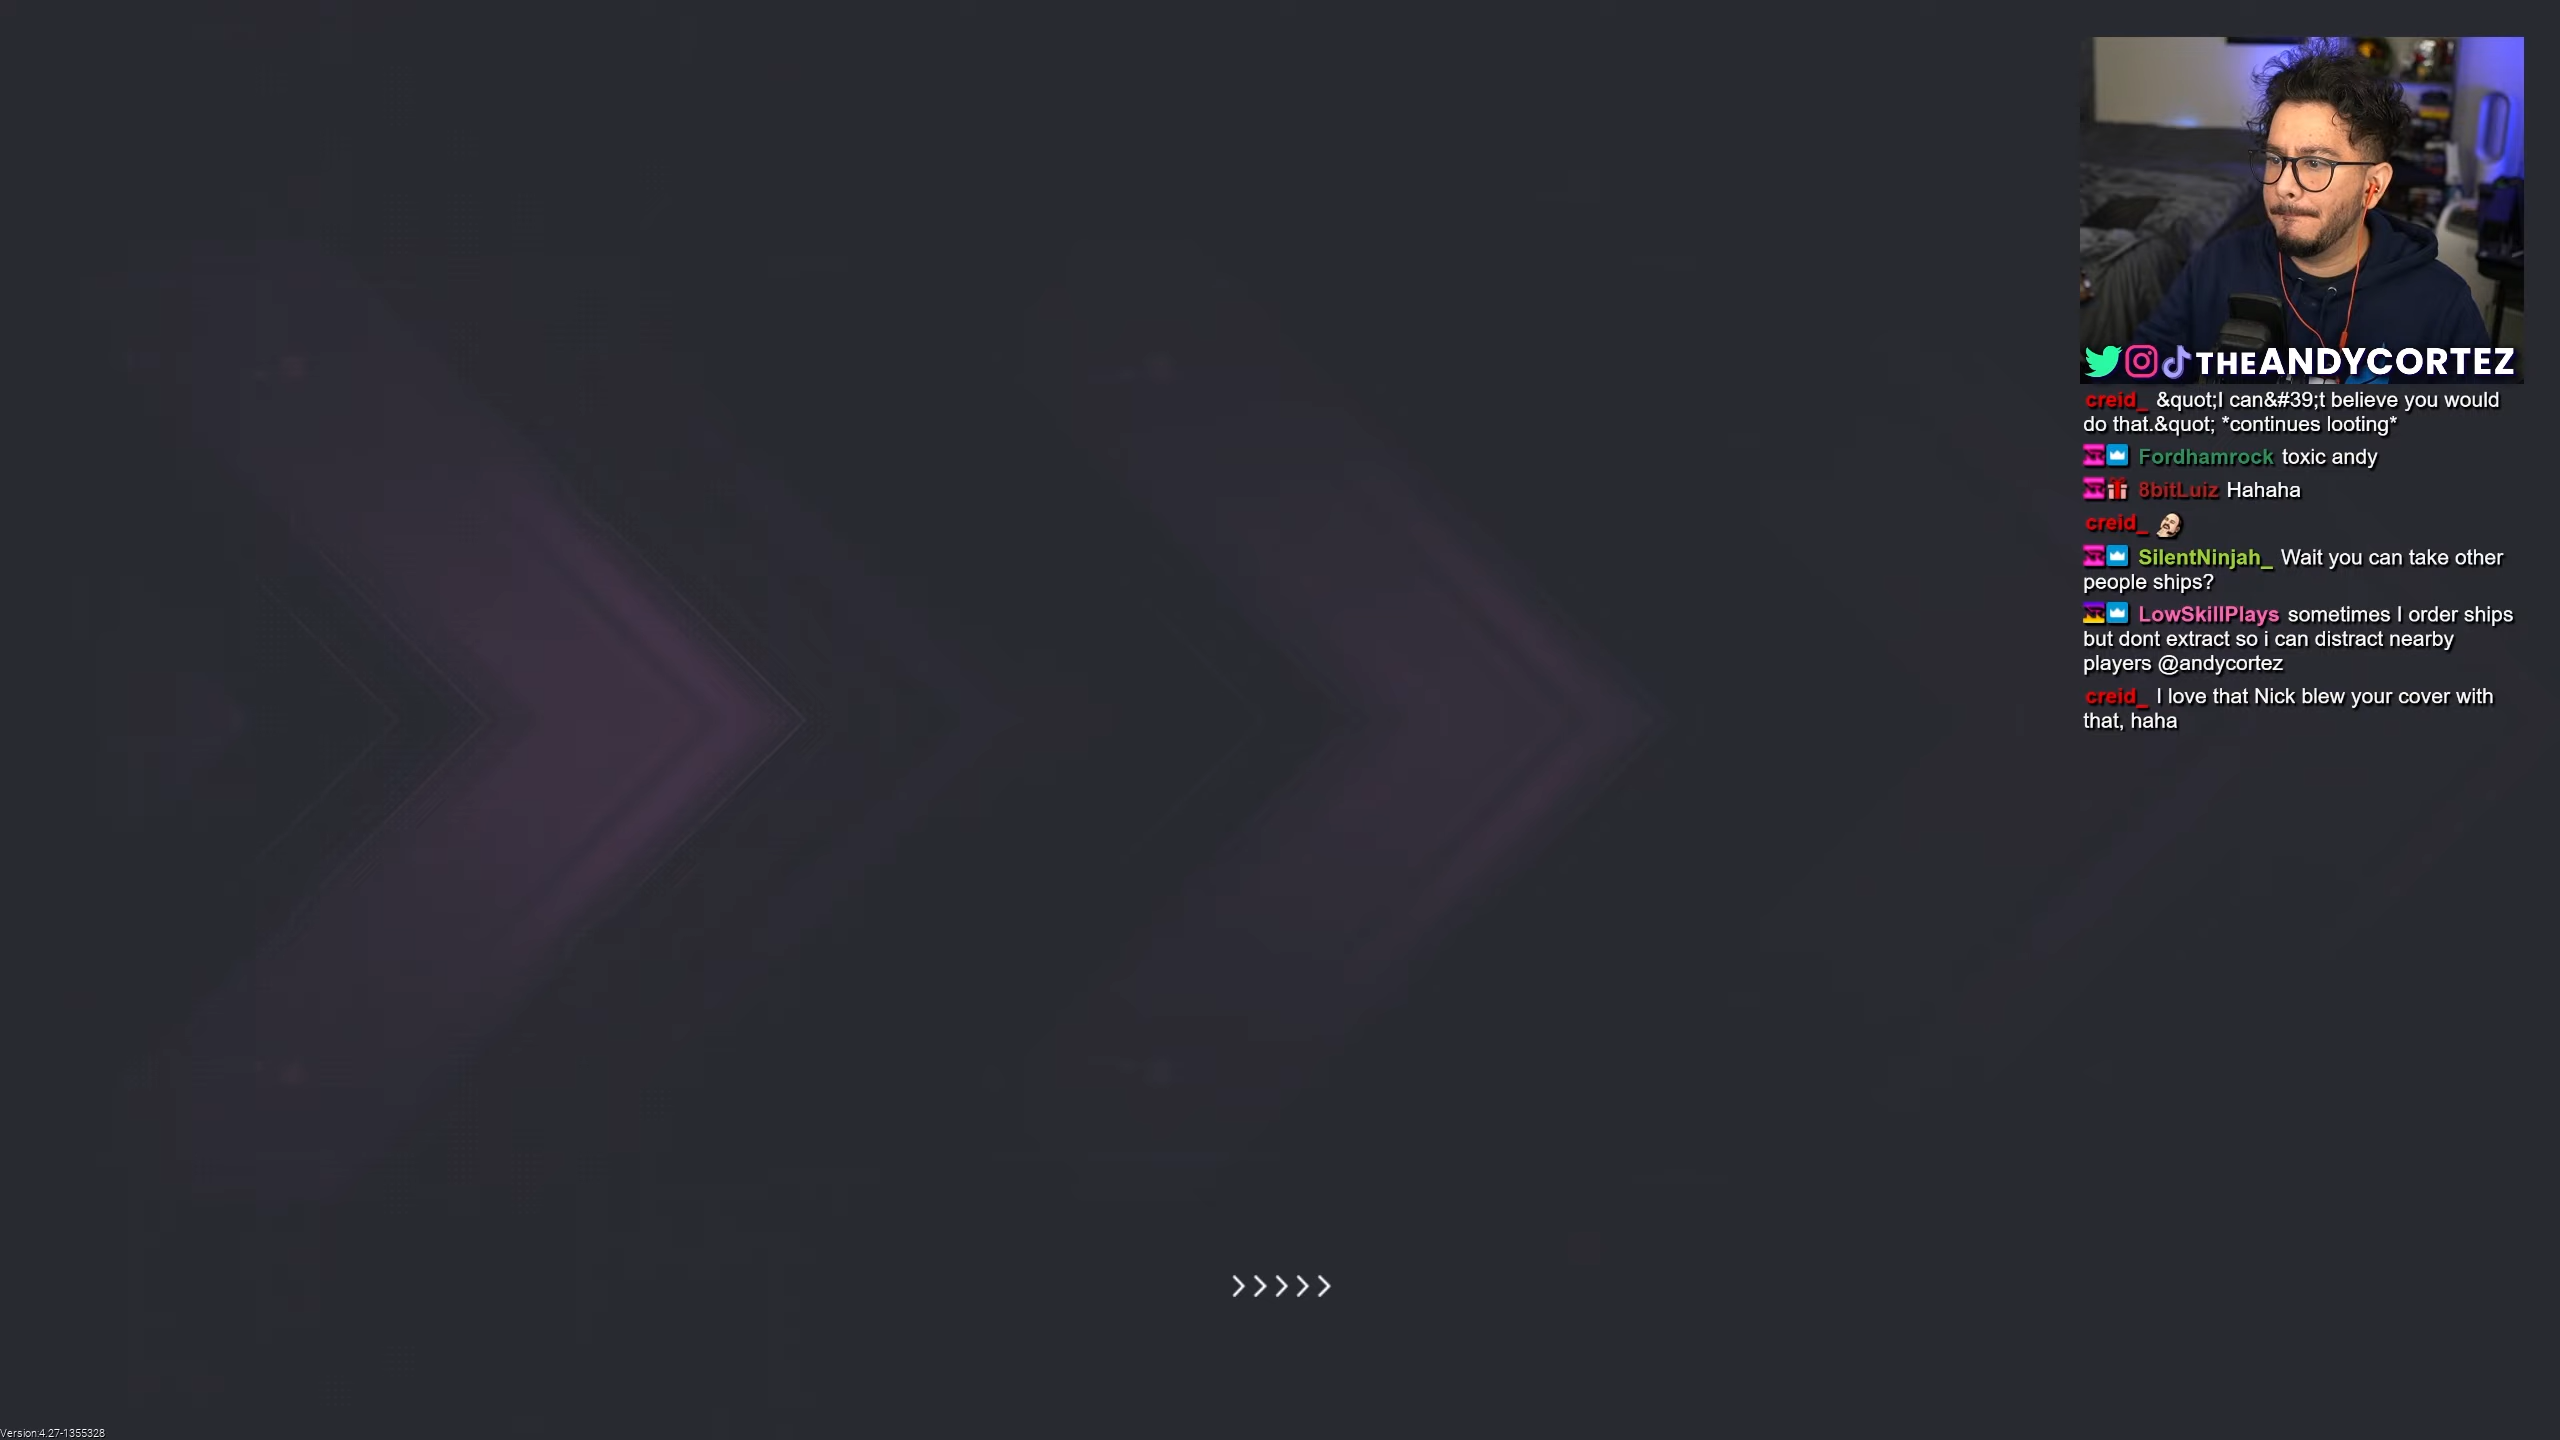 THEANDYCORTEZ
creid_ &quot;I can&#39;t believe you would
do that.&quot; *continues looting*
Fordhamrock toxic andy
8bitLuiz Hahaha
creid_
SilentNinjah_ Wait you can take other
people ships?
LowSkillPlays sometimes I order ships
but dont extract so i can distract nearby
players @andycortez
creid_ I love that Nick blew your cover with
that, haha
>>>>>
Version:4.27-1355328